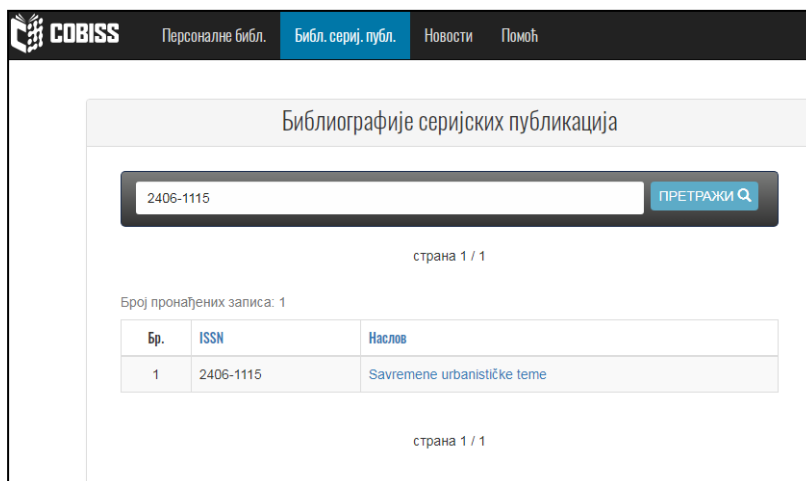 COBISS Персоналне библ. Библ. сериј. публ. Новости Помоћ
Библиографије серијских публикација
2406-1115 ПРЕТРАЖИ
страна 1 / 1
Број пронађених записа: 1
Бр. ISSN Наслов
1 2406-1115 Savremene urbanističke teme
страна 1 / 1